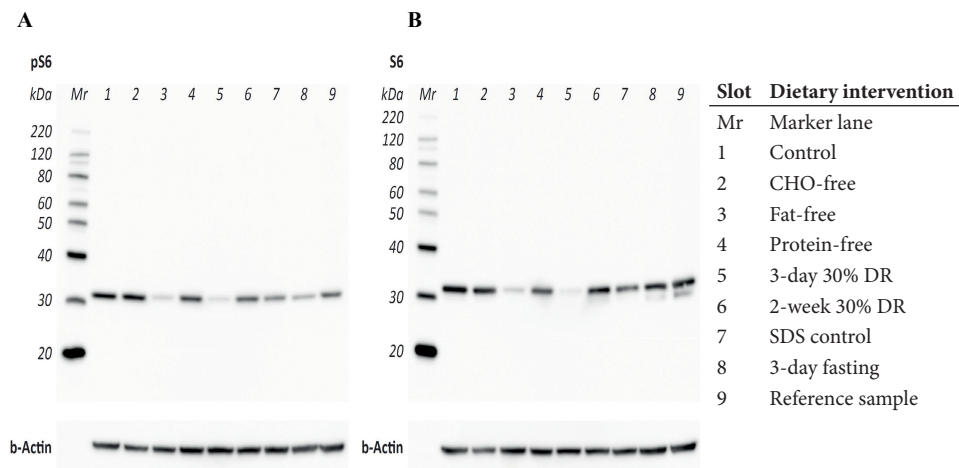 A
pS6
kDa Mr 1 2 3 4 5 6 7 8 9
220
120
80
60
50
40
30
20
b-Actin
B
S6
kDa Mr 1 2 3 4 5 6 7 8 9
220
120
80
60
50
40
30
20
b-Actin
Slot Dietary intervention
Mr Marker lane
1 Control
2 CHO-free
3 Fat-free
4 Protein-free
5 3-day 30% DR
6 2-week 30% DR
7 SDS control
8 3-day fasting
9 Reference sample